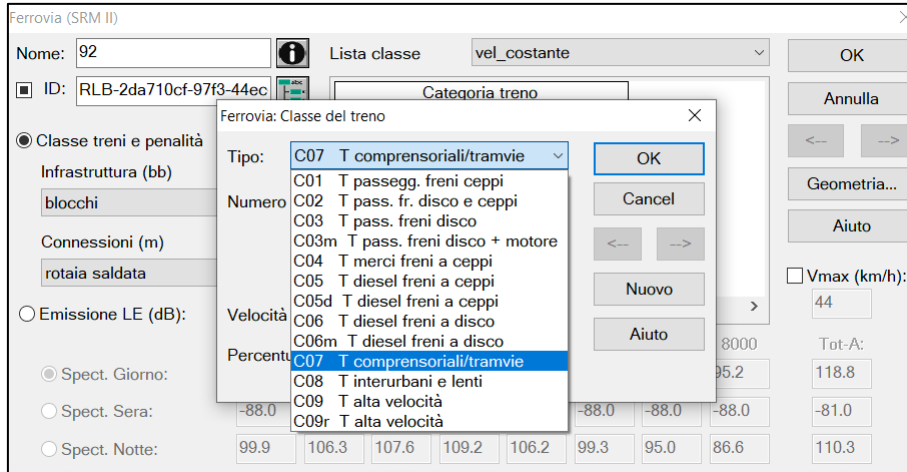 Ferrovia (SRM II)
Nome: 92 Lista classe vel_costante OK
ID: RLB-2da710cf-97f3-44ec abc
Categoria treno
Annulla
Ferrovia: Classe del treno
Classe treni e penalità
<-- -->
Tipo: C07 T comprensoriali/tramvie OK
Infrastruttura (bb)
C01 T passegg. freni ceppi
Geometria...
blocchi
Numero C02 T pass. fr. disco e ceppi Cancel
C03 T pass. freni disco
Aiuto
Connessioni (m)
C03m T pass. freni disco + motore
<-- -->
C04 T merci freni a ceppi
rotaia saldata
C05 T diesel freni a ceppi
Nuovo
Vmax (km/h):
C05d T diesel freni a ceppi
44
Emissione LE (dB):
Velocità C06 T diesel freni a disco
Aiuto
C06m T diesel freni a disco
8000 Tot-A:
C07 T comprensoriali/tramvie
Spect. Giorno:
C08 T interurbani e lenti
95.2 118.8
C09 T alta velocità
Spect. Sera: -88.0 -88.0 -88.0 -88.0 -81.0
C09r T alta velocità
Spect. Notte: 99.9 106.3 107.6 109.2 106.2 99.3 95.0 86.6 110.3